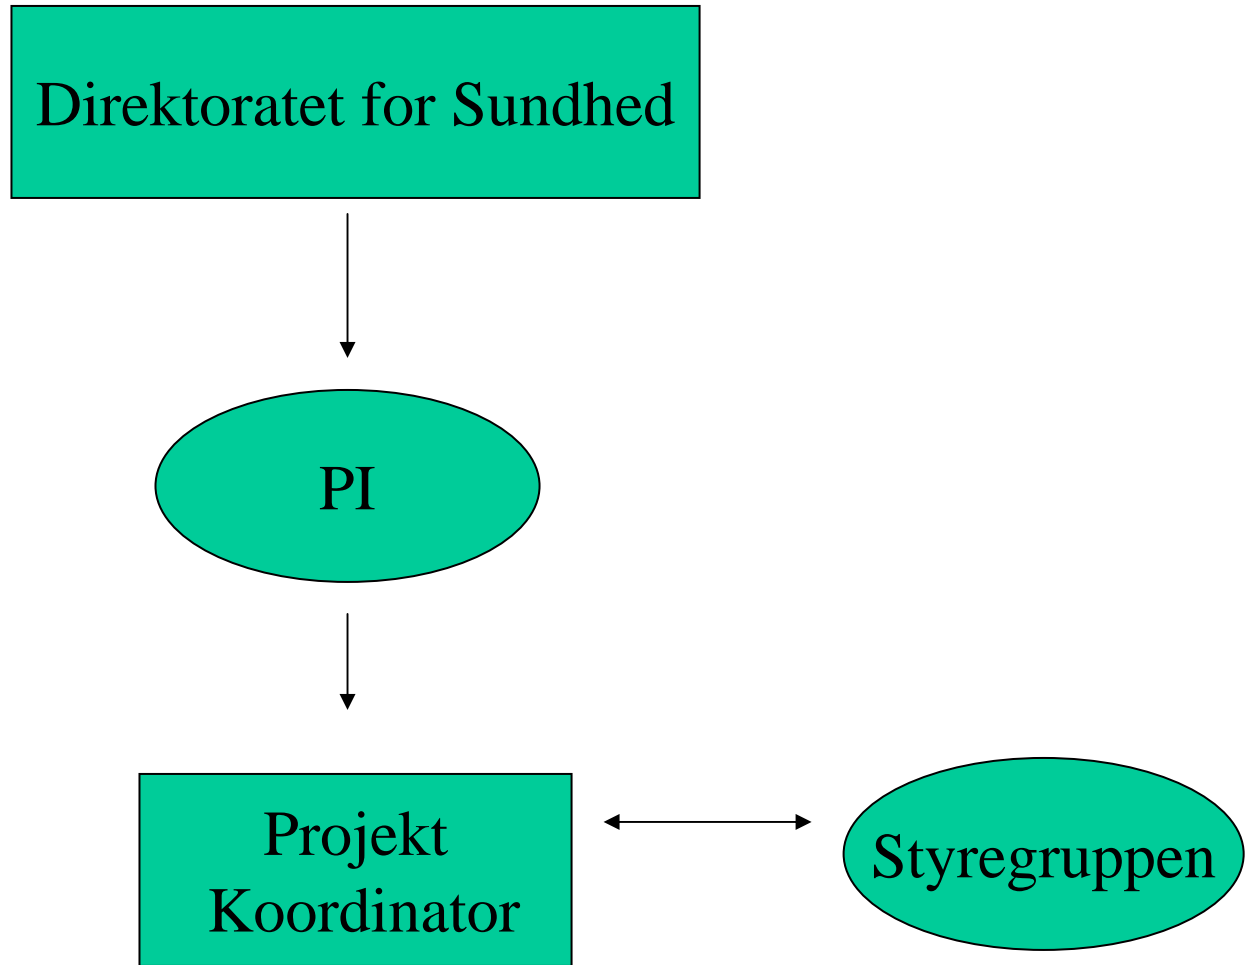 Direktoratet for Sundhed
PI
Projekt
Koordinator
Styregruppen